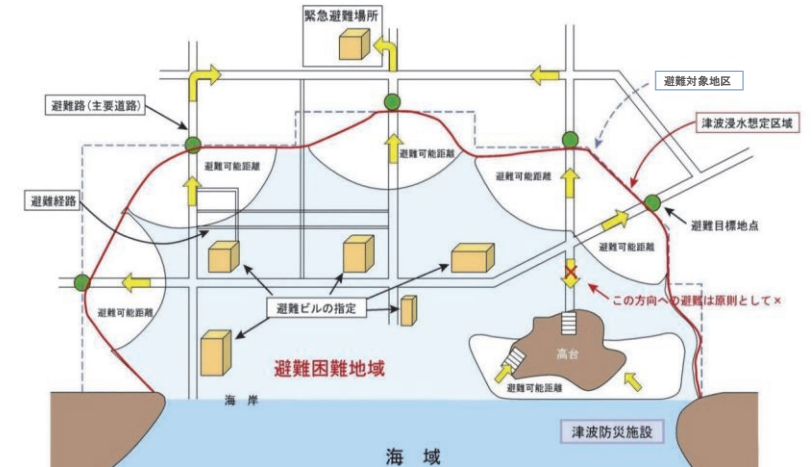 緊急避難場所
避難対象地区
避難路(主要道路)
津波浸水想定区域
避難可能距離
避難可能距離
避難可能距離
避難経路
避難目標地点
避難可能距離
避難可能距離
避難ビルの指定
この方向への避難は原則として×
高台
避難困難地域
避難可能距離
海 岸
津波防災施設
海 域